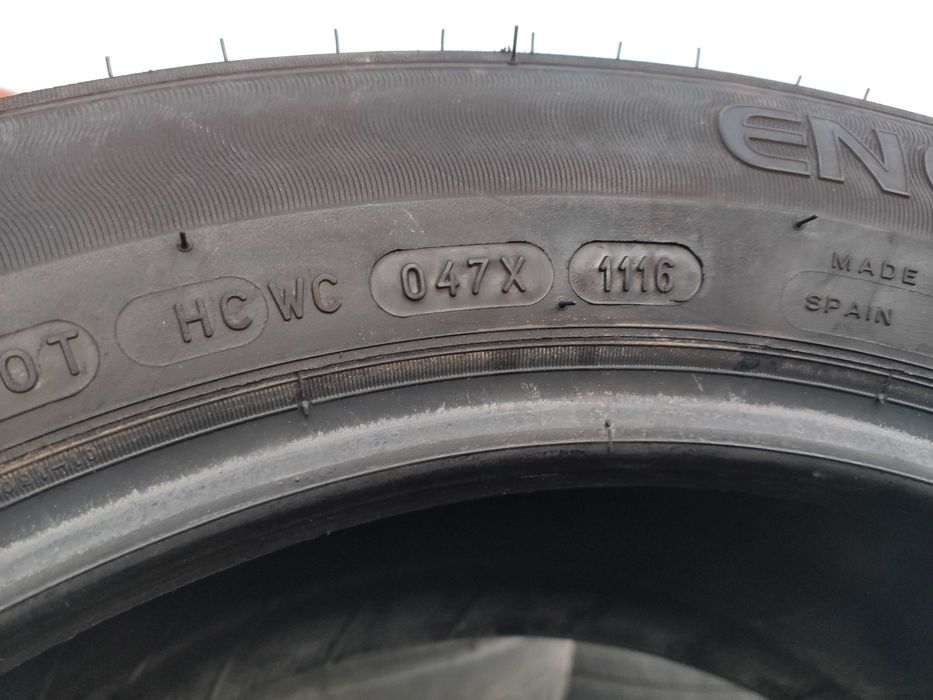 EN
OT HC WC 047X 1116
MADE
SPAIN